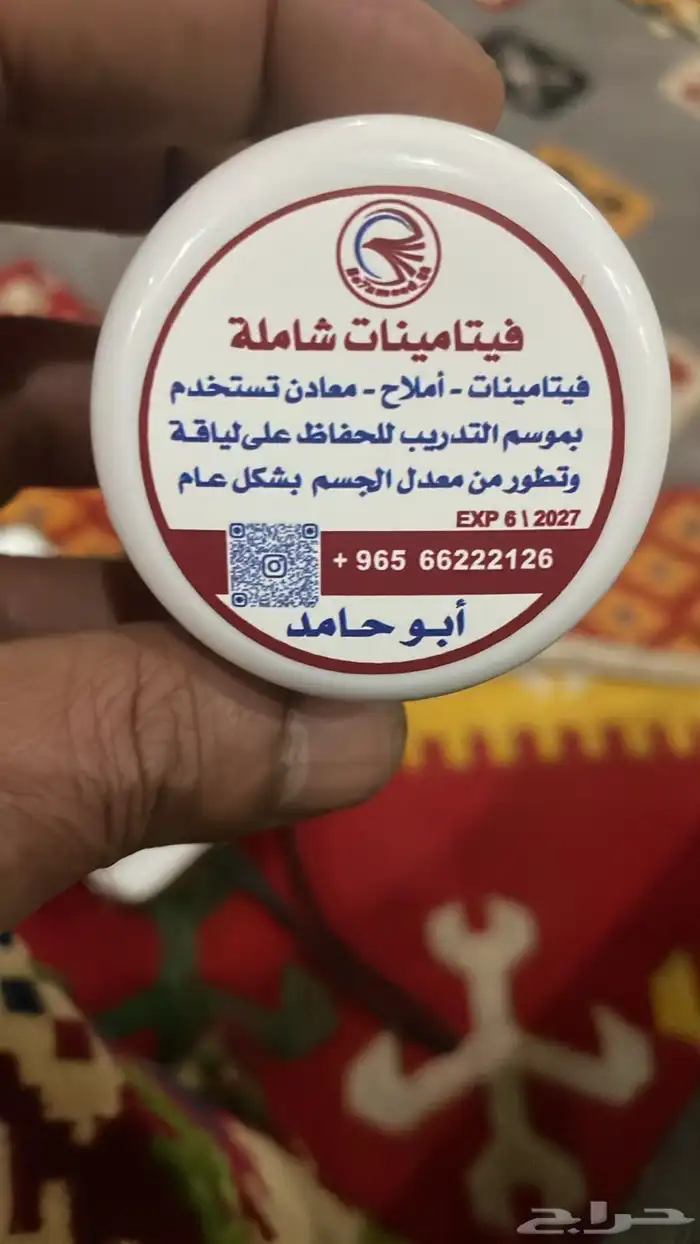 فيتامينات شاملة
فيتامينات - أملاح - معادن تستخدم
بموسم التدريب للحفاظ على لياقة
وتطور من معدل الجسم بشكل عام
EXP 6 \ 2027
+ 965 66222126
أبو حامد
حراج